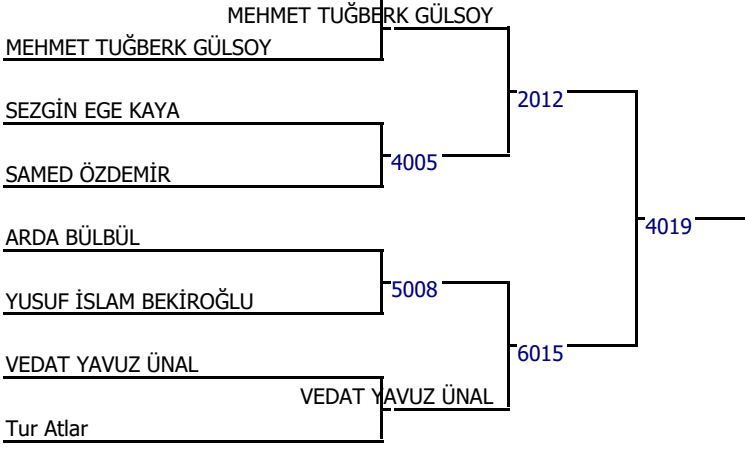 MEHMET TUĞBERK GÜLSOY
MEHMET TUĞBERK GÜLSOY
2012
SEZGİN EGE KAYA
4005
SAMED ÖZDEMİR
4019
ARDA BÜLBÜL
5008
YUSUF İSLAM BEKİROĞLU
6015
VEDAT YAVUZ ÜNAL
VEDAT YAVUZ ÜNAL
Tur Atlar